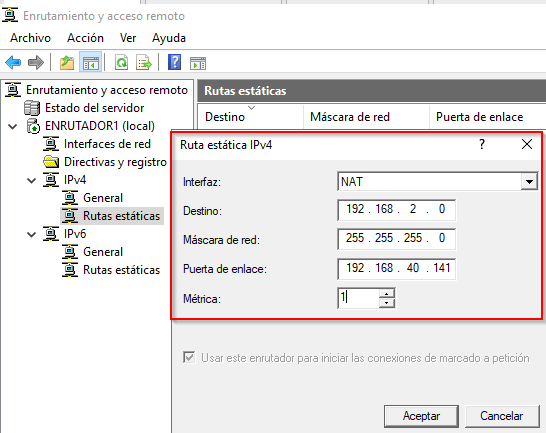 Enrutamiento y acceso remoto
Archivo Acción Ver Ayuda
Enrutamiento y acceso remoto
Estado del servidor
ENRUTADOR1 (local)
Interfaces de red
Directivas y registro
IPv4
General
Rutas estáticas
IPv6
General
Rutas estáticas
Rutas estáticas
Destino Máscara de red Puerta de enlace
Ruta estática IPv4 ?
Interfaz: NAT
Destino: 192 . 168 . 2 . 0
Máscara de red: 255 . 255 . 255 . 0
Puerta de enlace: 192 . 168 . 40 . 141
Métrica: 1
Usar este enrutador para iniciar las conexiones de marcado a petición
Aceptar Cancelar